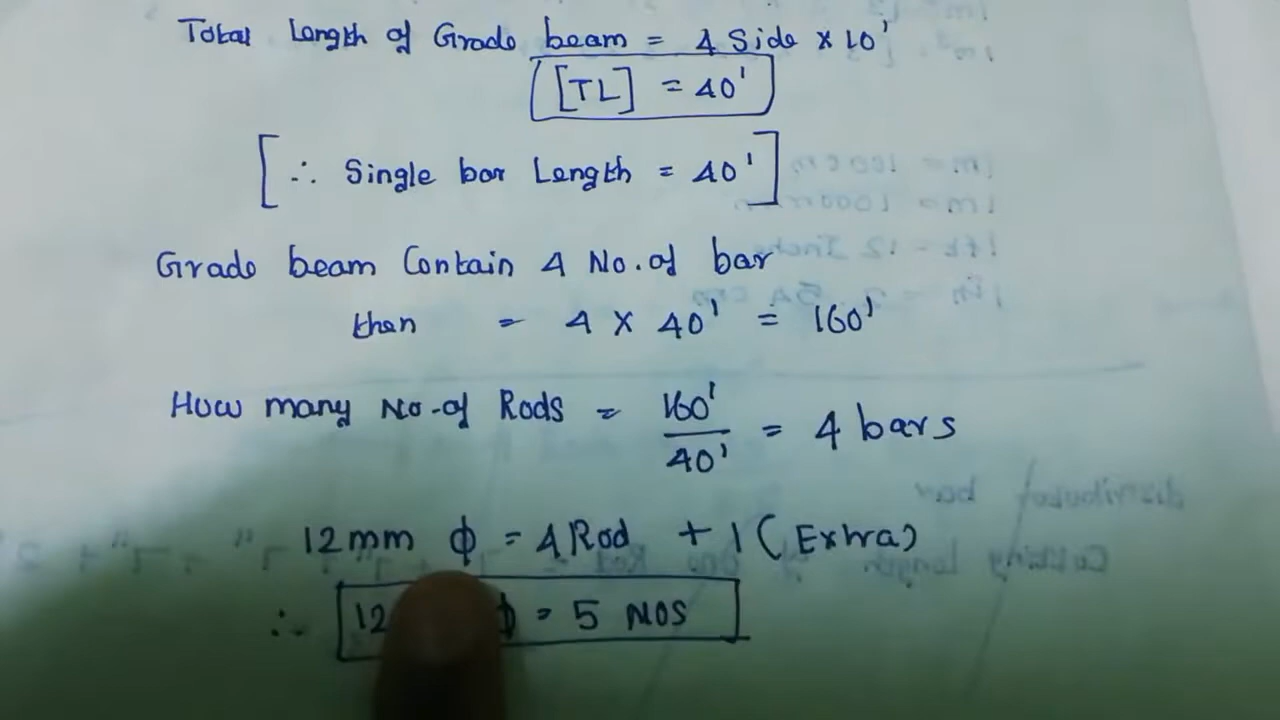 Total Length of Grade beam = 4 Side × 10'
[TL] = 40'
[∴ Single bar Length = 40']
Grade beam Contain 4 No. of bar
then = 4 × 40' = 160'
How many No. of Rods = 160' / 40' = 4 bars
12mm ϕ = 4 Rod + 1 (Extra)
∴ 12 ϕ = 5 NOS